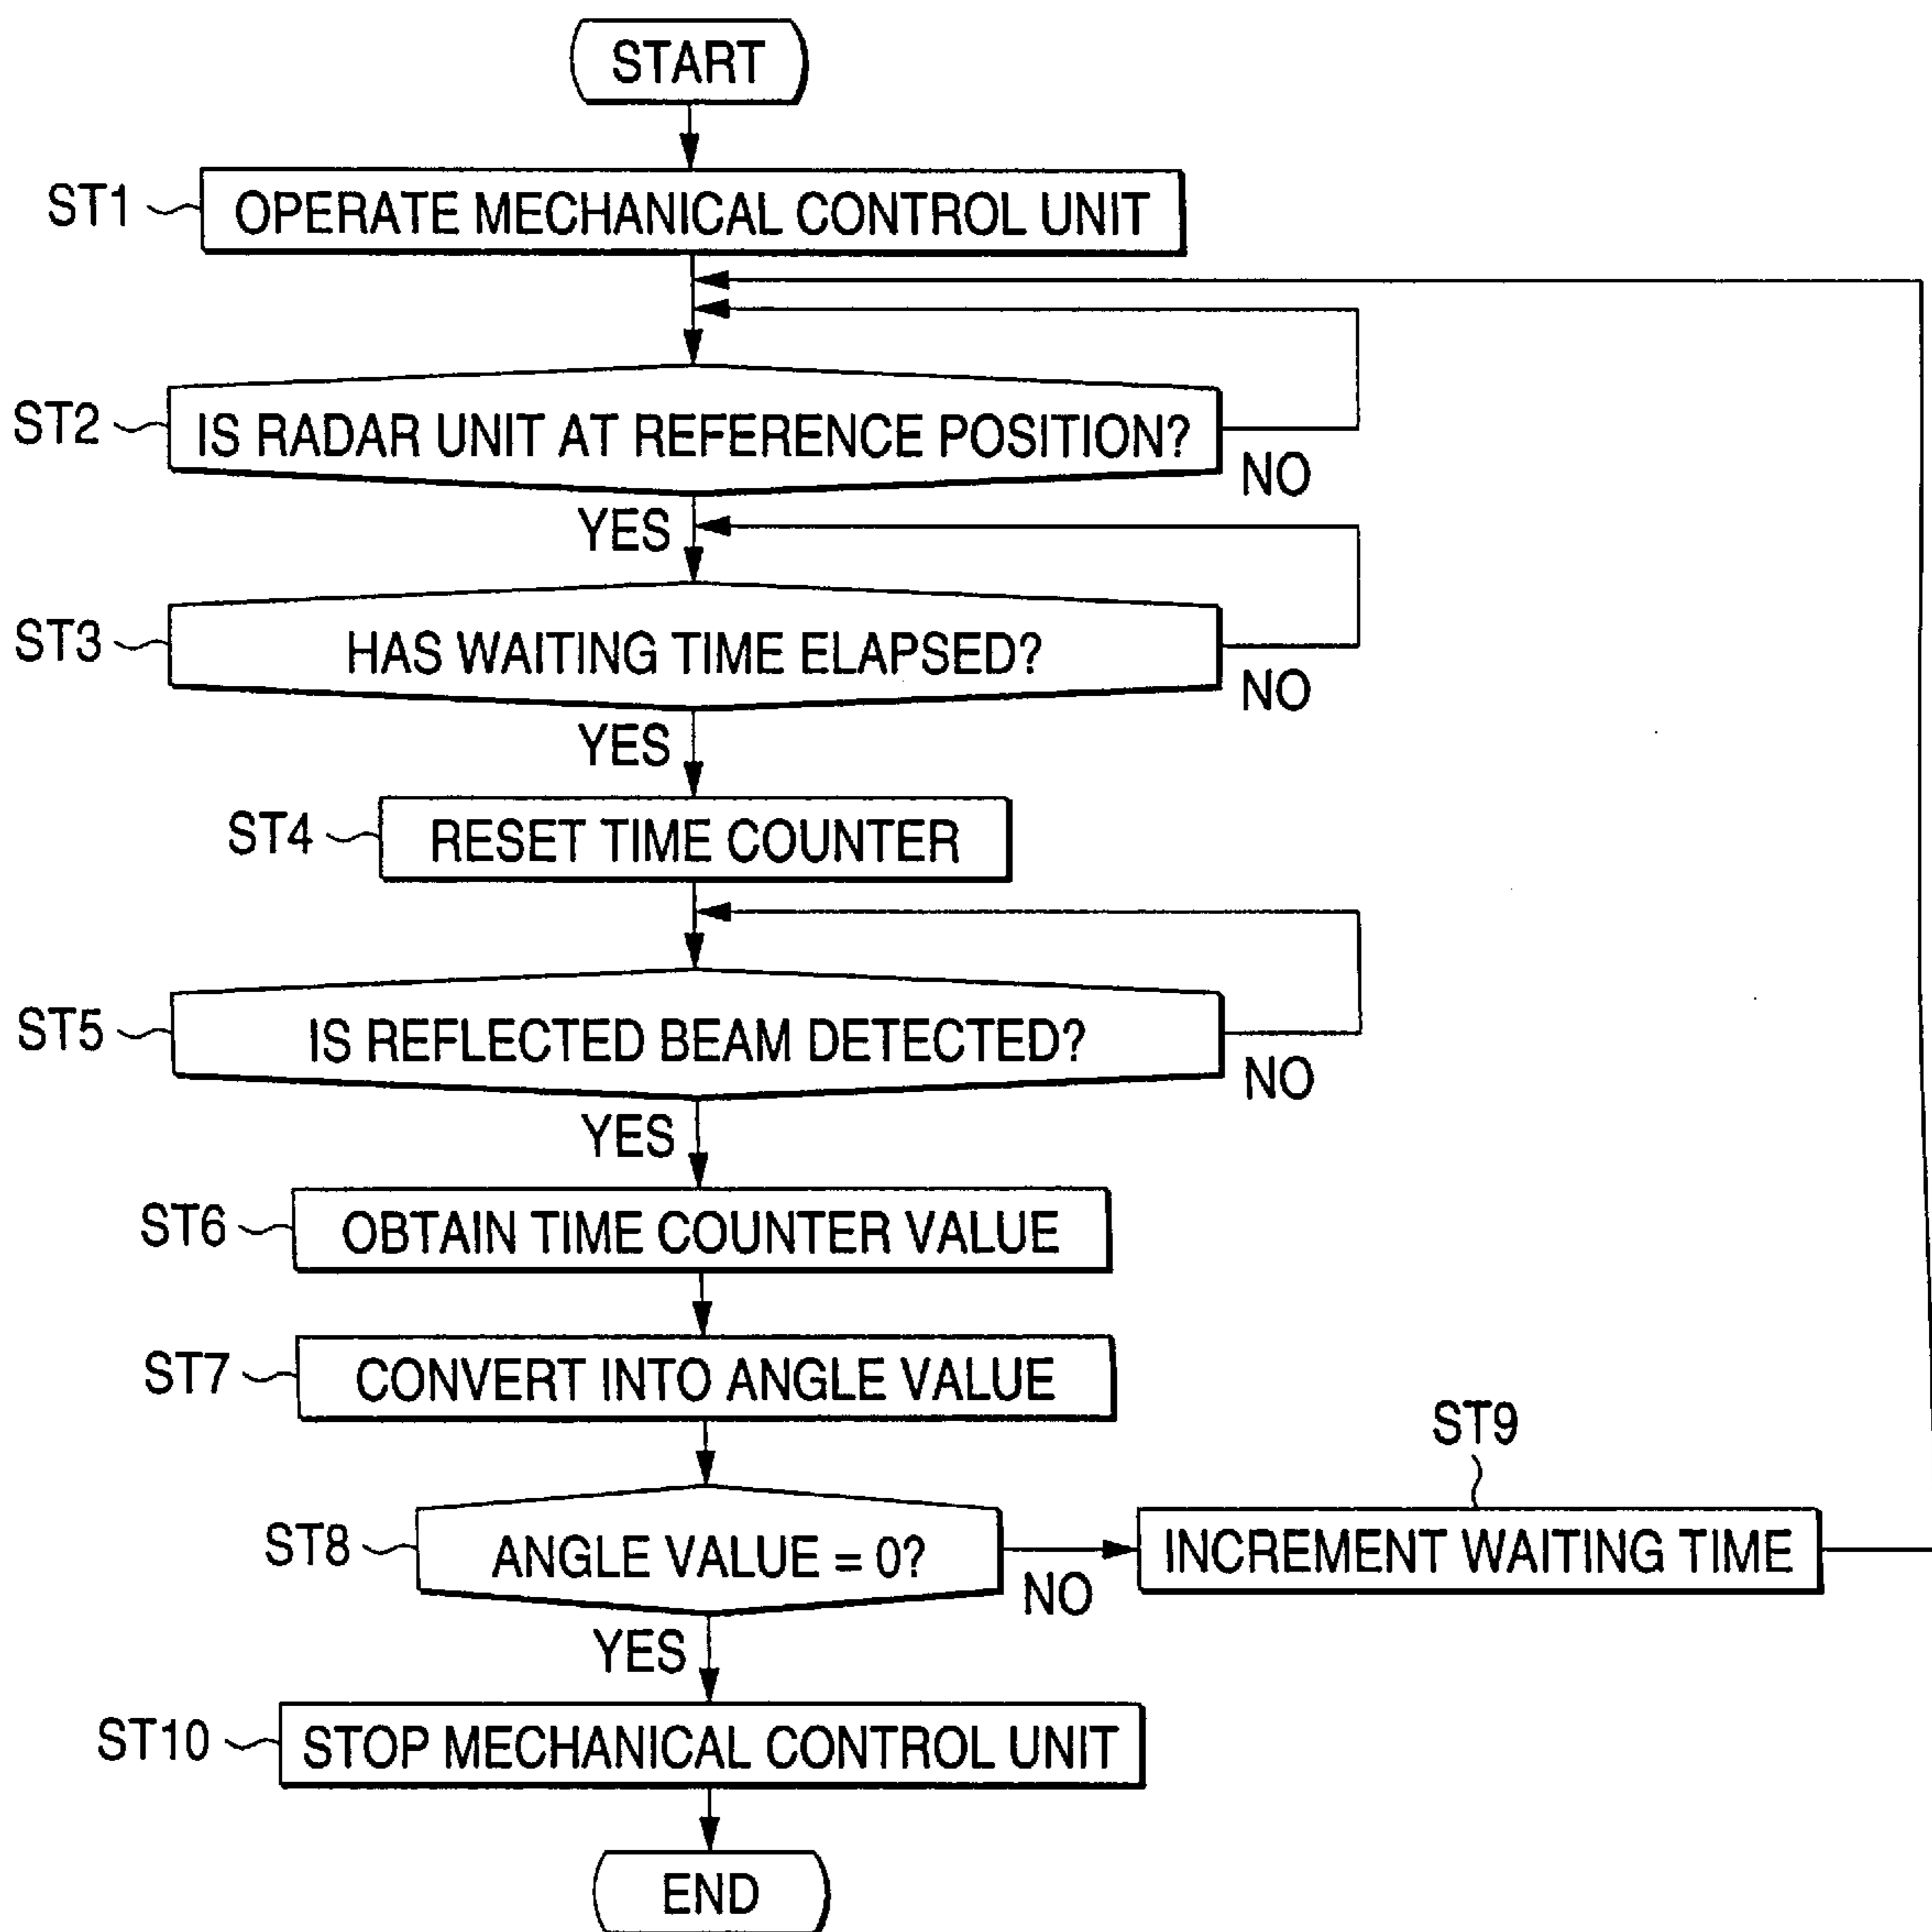 START
ST1
OPERATE MECHANICAL CONTROL UNIT
ST2
IS RADAR UNIT AT REFERENCE POSITION?
NO
YES
ST3
HAS WAITING TIME ELAPSED?
NO
YES
ST4
RESET TIME COUNTER
ST5
IS REFLECTED BEAM DETECTED?
NO
YES
ST6
OBTAIN TIME COUNTER VALUE
ST7
CONVERT INTO ANGLE VALUE
ST8
ANGLE VALUE = 0?
NO
ST9
INCREMENT WAITING TIME
YES
ST10
STOP MECHANICAL CONTROL UNIT
END